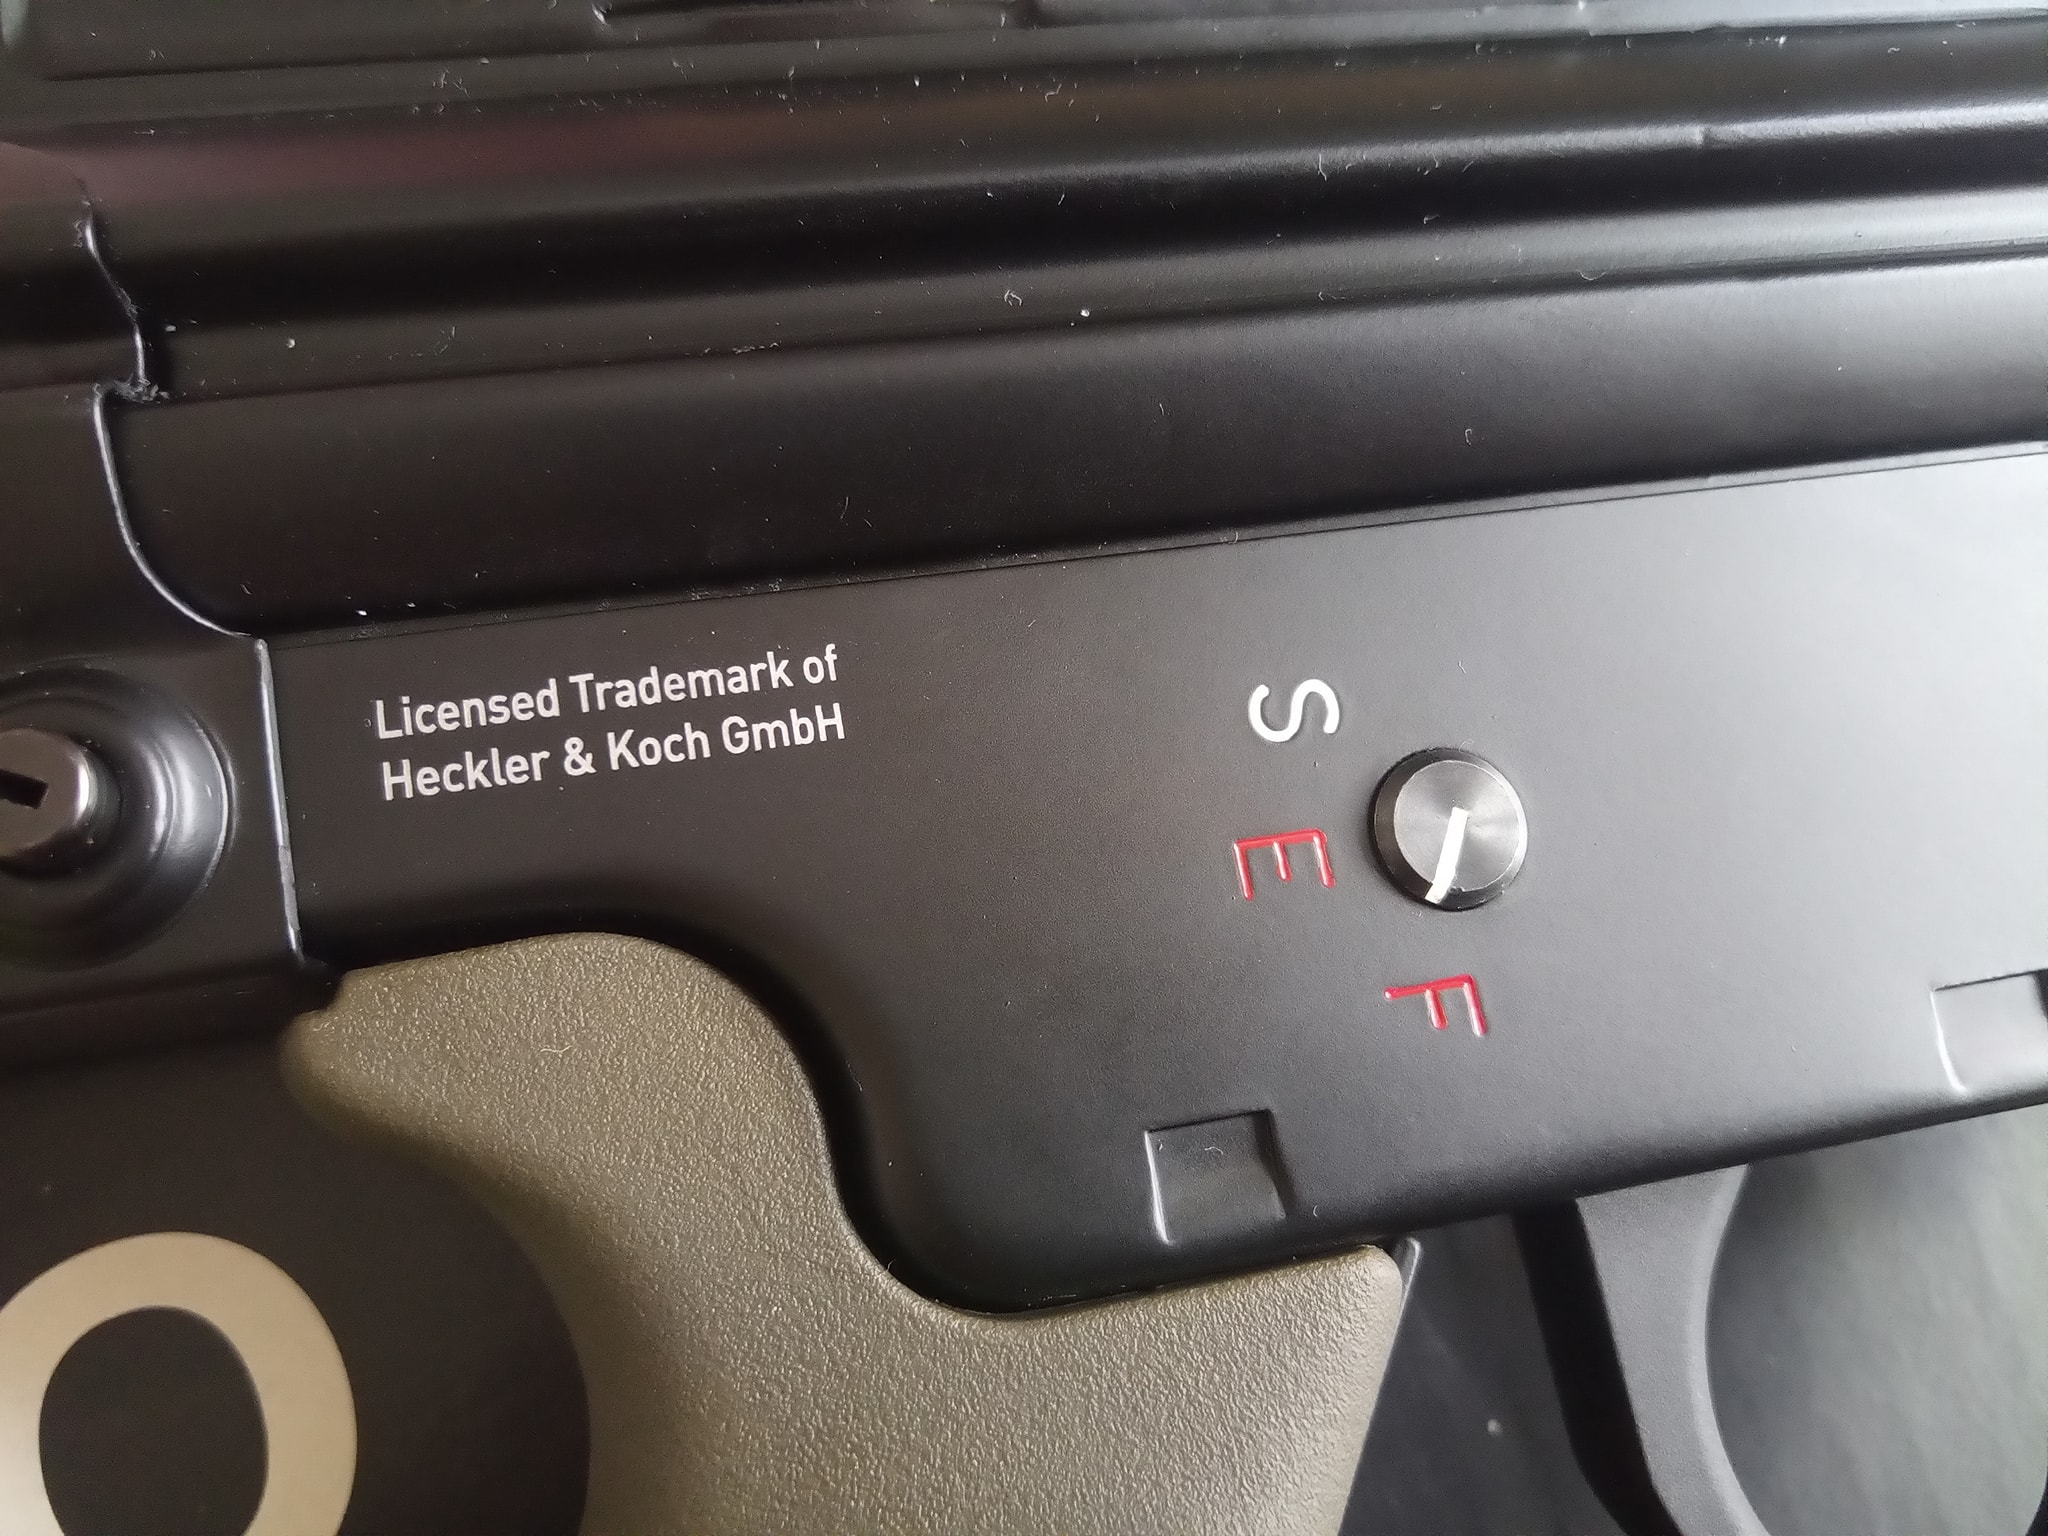 Licensed Trademark of
Heckler & Koch GmbH
S
E
F